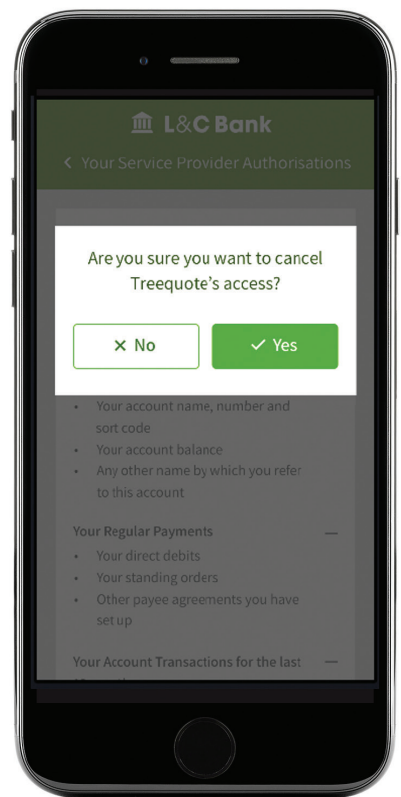 L&C Bank
< Your Service Provider Authorisations
Are you sure you want to cancel
Treequote's access?
× No
✓ Yes
• Your account name, number and
sort code
• Your account balance
• Any other name by which you refer
to this account
Your Regular Payments —
• Your direct debits
• Your standing orders
• Other payee agreements you have
set up
Your Account Transactions for the last —